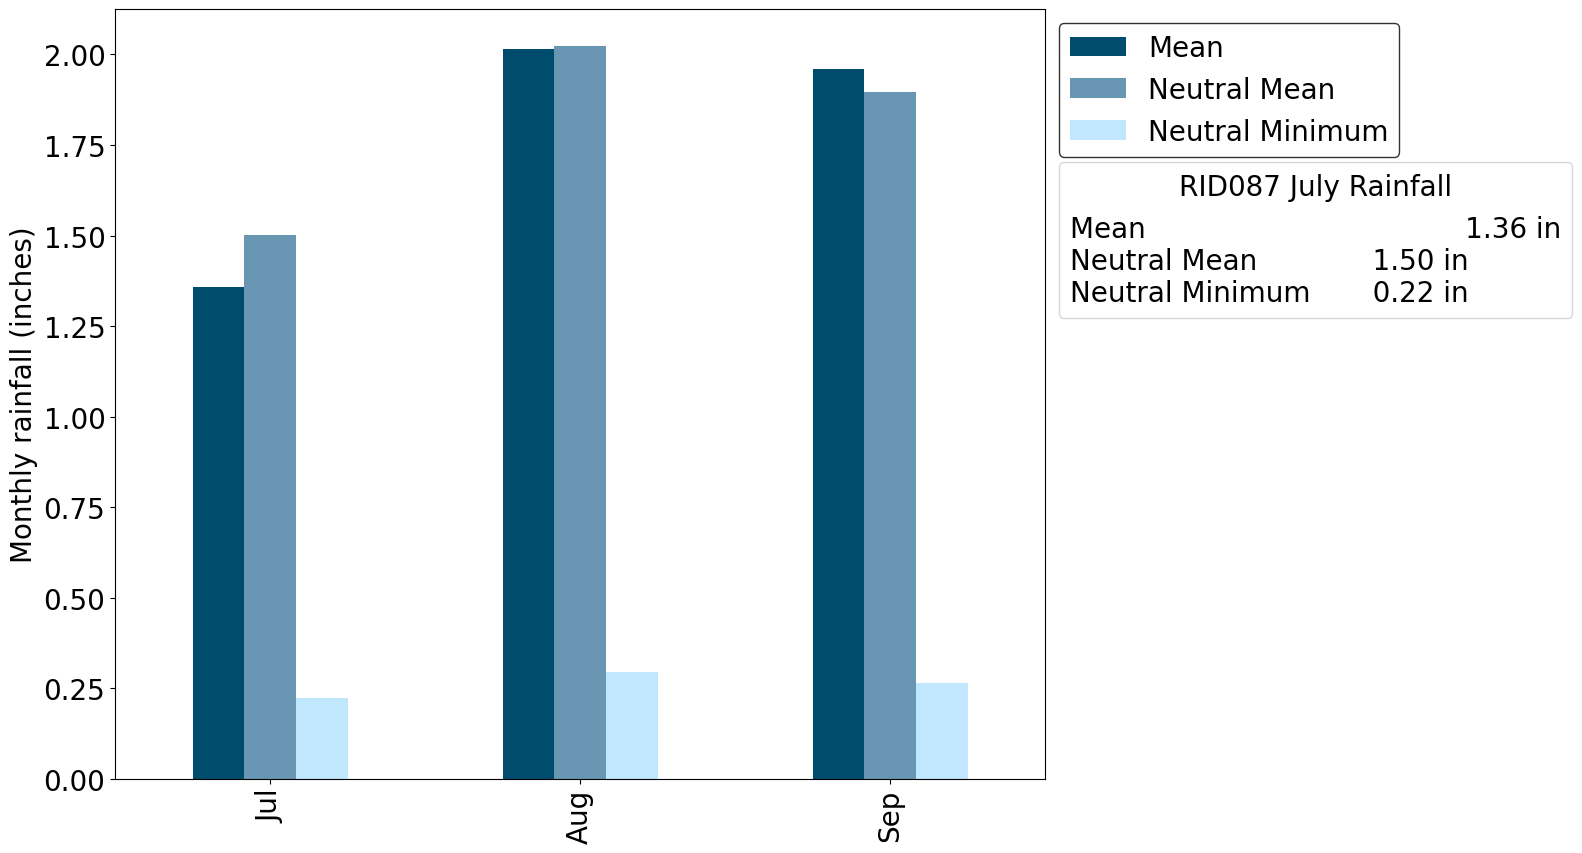 Monthly rainfall (inches)
2.00
1.75
1.50
1.25
1.00
0.75
0.50
0.25
0.00
Jul
Aug
Sep
Mean
Neutral Mean
Neutral Minimum
RID087 July Rainfall
Mean 1.36 in
Neutral Mean 1.50 in
Neutral Minimum 0.22 in